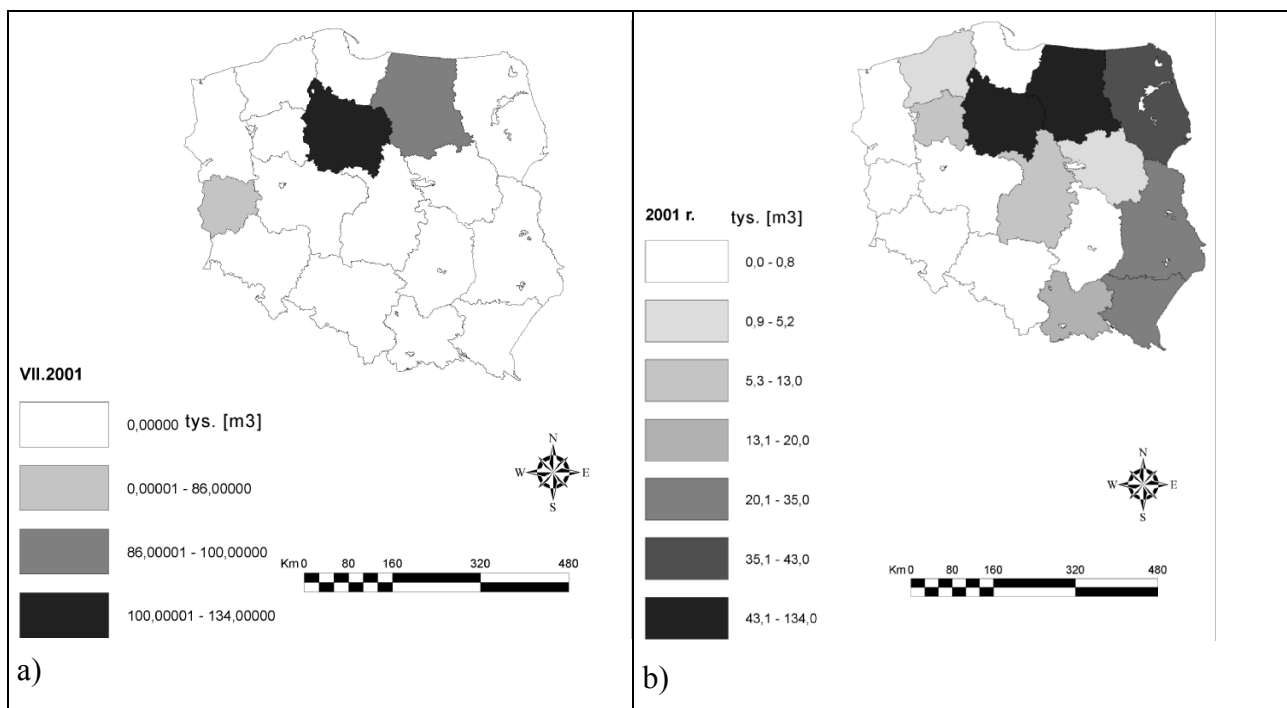 VII.2001
0,00000 tys. [m3]
0,00001 - 86,00000
86,00001 - 100,00000
100,00001 - 134,00000
N
W E
S
Km 0 80 160 320 480
a)
2001 r. tys. [m3]
0,0 - 0,8
0,9 - 5,2
5,3 - 13,0
13,1 - 20,0
20,1 - 35,0
35,1 - 43,0
43,1 - 134,0
N
W E
S
Km 0 80 160 320 480
b)